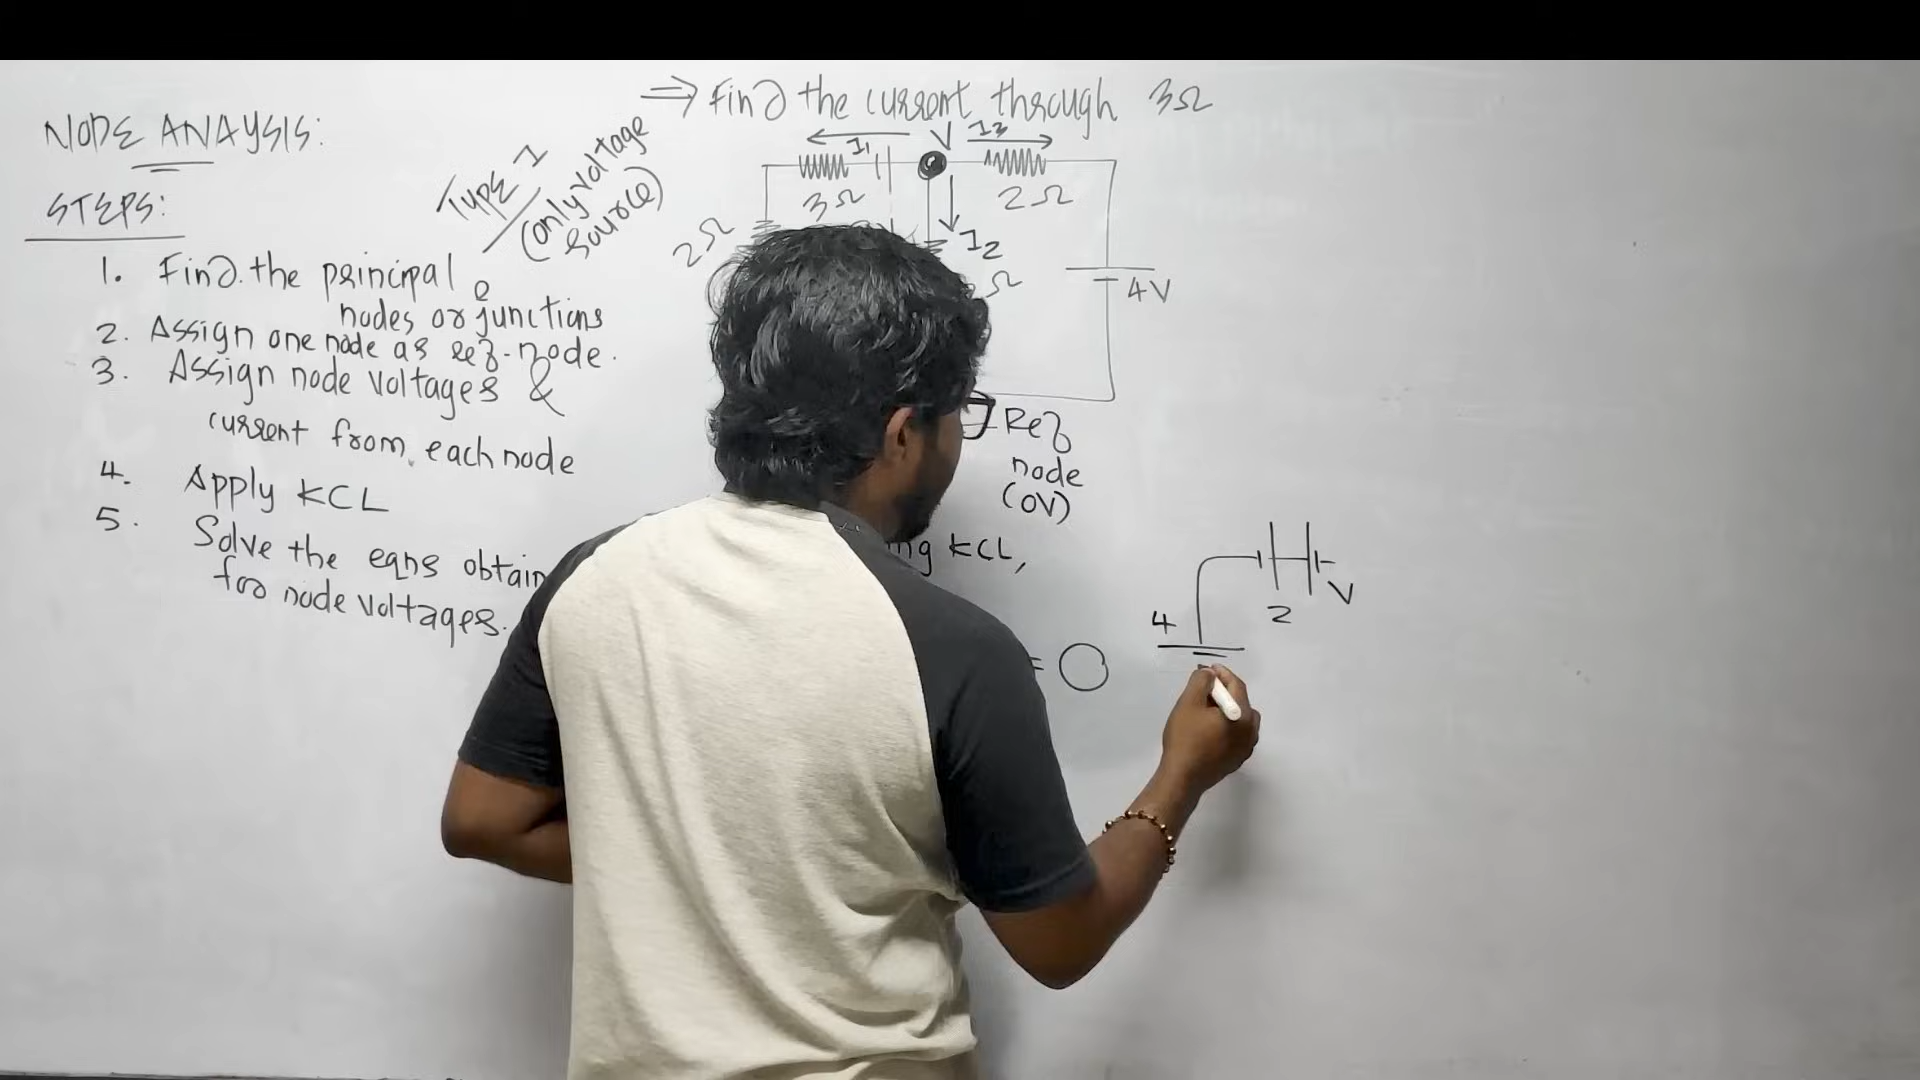 NODE ANAYSIS:
STEPS:
1. Find the principal
nodes or junctions
2. Assign one node as ref-node.
3. Assign node voltages &
current from each node
4. Apply KCL
5. Solve the eqns obtain
for node voltages.
TYPE 1
(only voltage
source)
⇒ Find the current through 3Ω
I1
V
I3
3Ω
2Ω
2Ω
I2
Ω
4V
Ref
node
(0V)
KCL,
= 0
4
2
V